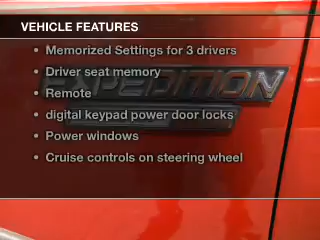 VEHICLE FEATURES
• Memorized Settings for 3 drivers
• Driver seat memory
• Remote
EXPEDITION
• digital keypad power door locks
• Power windows
• Cruise controls on steering wheel